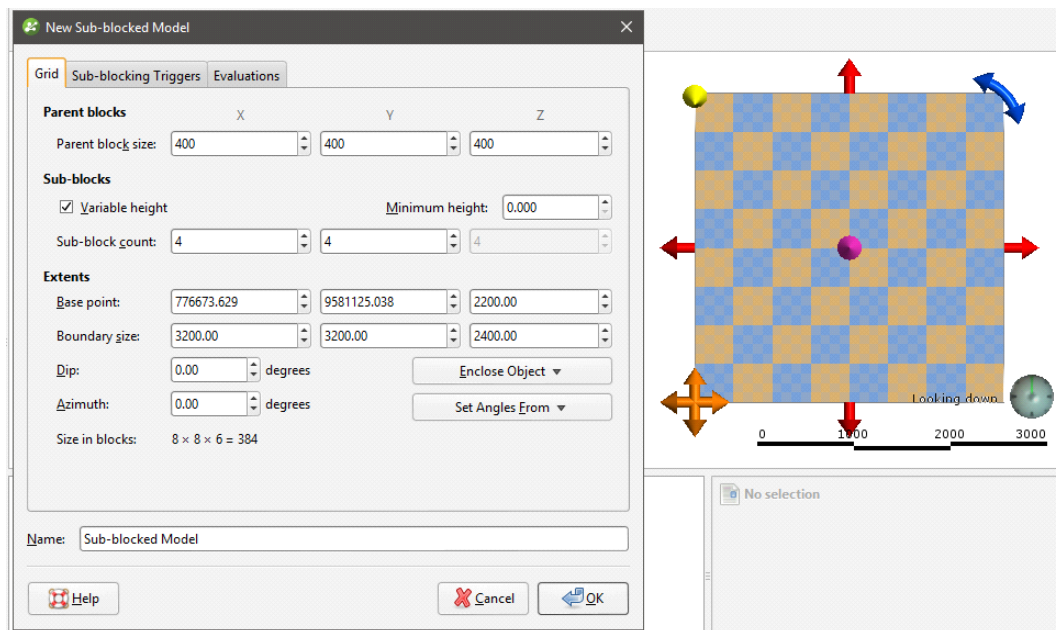 New Sub-blocked Model
Grid Sub-blocking Triggers Evaluations
Parent blocks X Y Z
Parent block size: 400 400 400
Sub-blocks
Variable height Minimum height: 0.000
Sub-block count: 4 4 4
Extents
Base point: 776673.629 9581125.038 2200.00
Boundary size: 3200.00 3200.00 2400.00
Dip: 0.00 degrees Enclose Object
Azimuth: 0.00 degrees Set Angles From
Size in blocks: 8 × 8 × 6 = 384
Name: Sub-blocked Model
Help Cancel OK
Looking down
0 1000 2000 3000
No selection